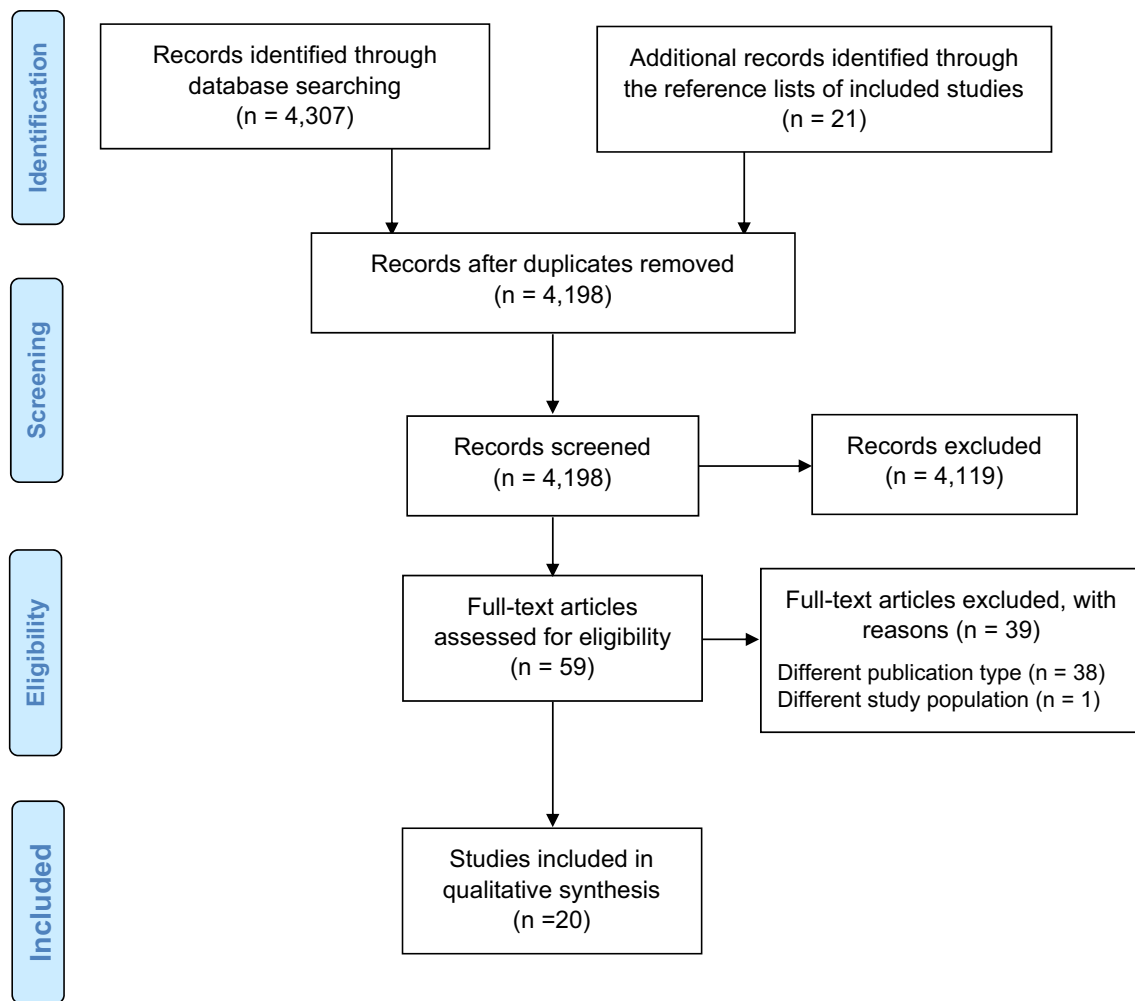 Identification
Records identified through
database searching
(n = 4,307)
Additional records identified through
the reference lists of included studies
(n = 21)
Records after duplicates removed
(n = 4,198)
Screening
Records screened
(n = 4,198)
Records excluded
(n = 4,119)
Eligibility
Full-text articles
assessed for eligibility
(n = 59)
Full-text articles excluded, with
reasons (n = 39)
Different publication type (n = 38)
Different study population (n = 1)
Included
Studies included in
qualitative synthesis
(n =20)